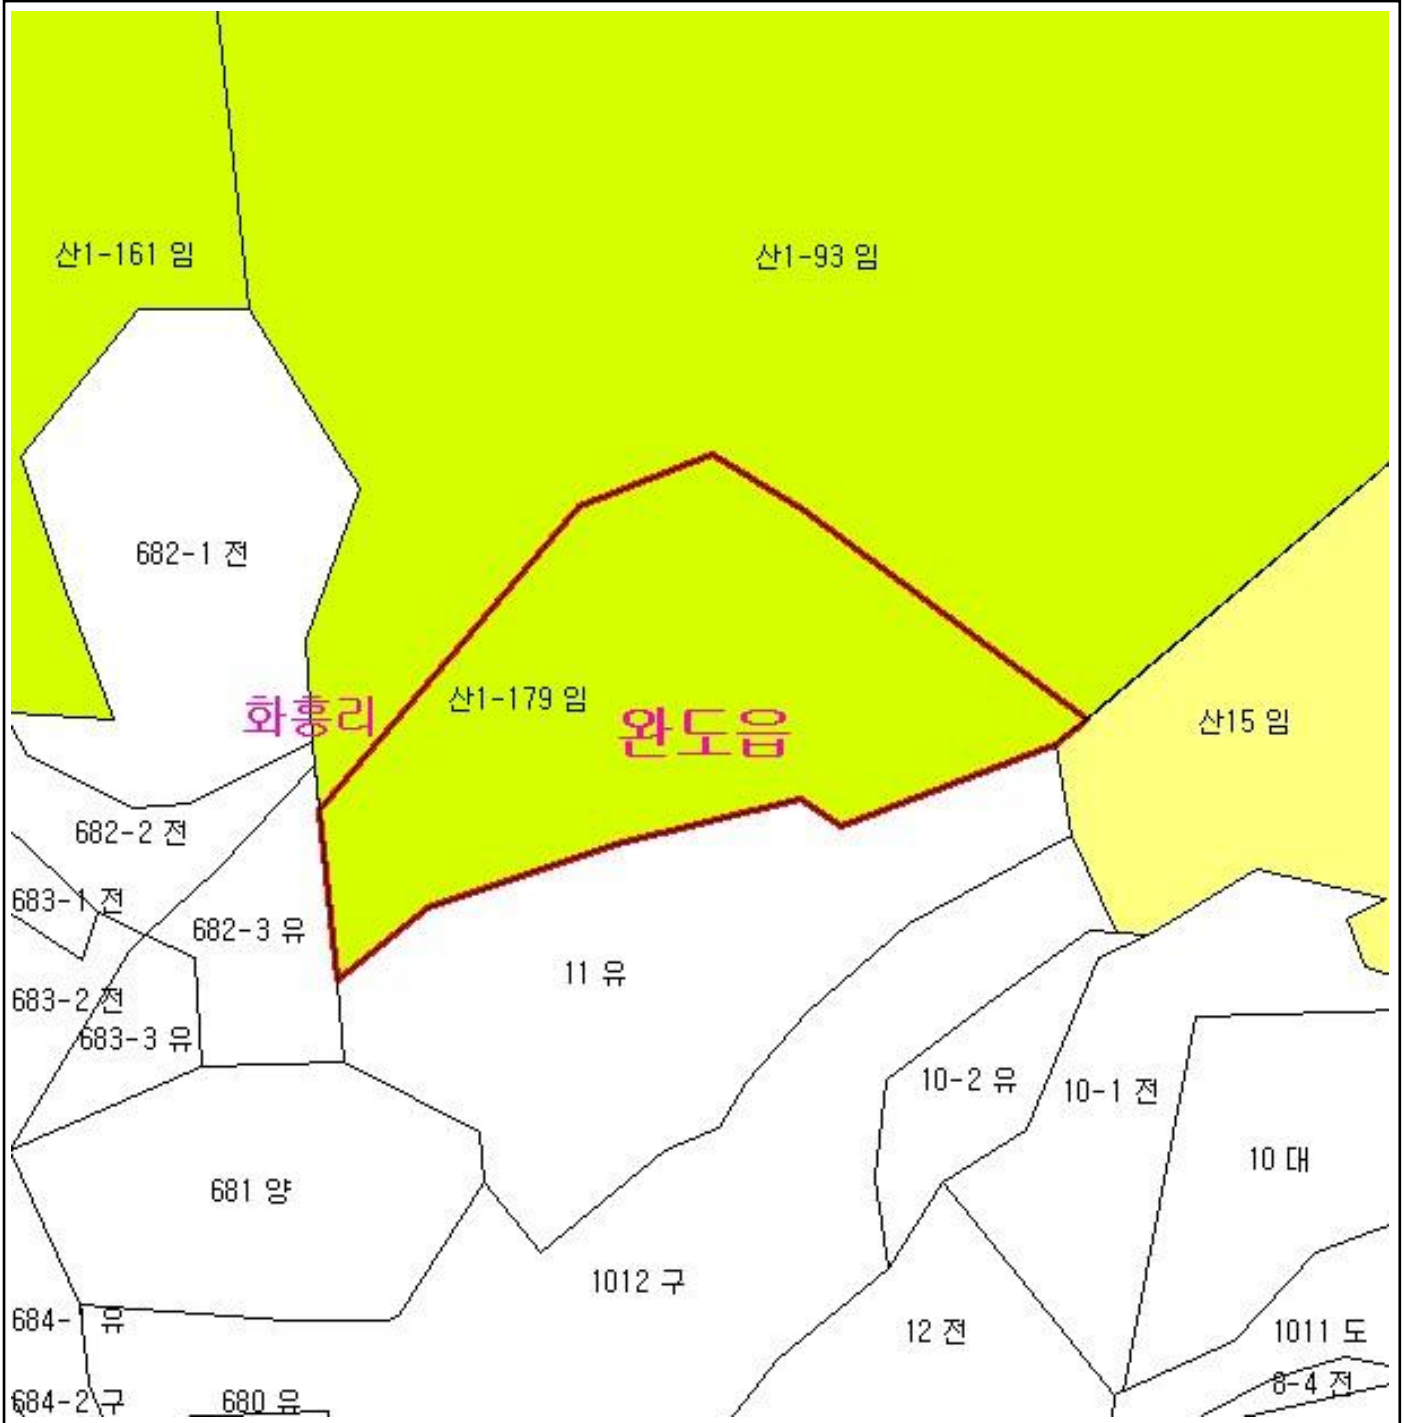 산1-161 임
산1-93 임
682-1 전
산1-179 임
화흥리
완도읍
산15 임
682-2 전
683-1 전
682-3 유
11 유
683-2 전
683-3 유
10-2 유
10-1 전
10 대
681 양
1012 구
684- 유
12 전
1011 도
8-4 전
684-2 구
680 유